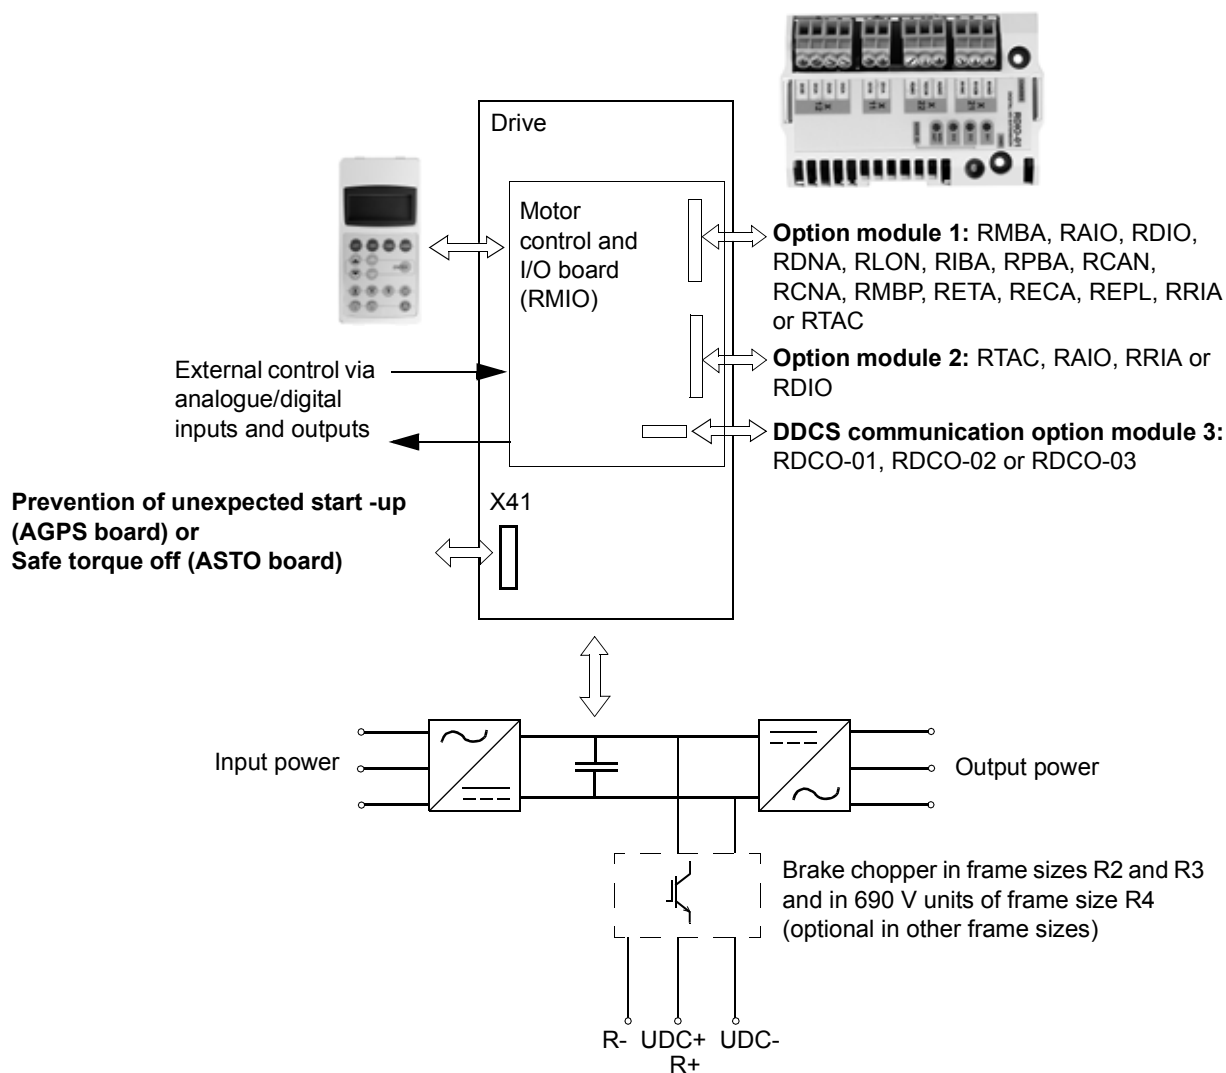 Drive
Motor
control and
I/O board
(RMIO)
Option module 1: RMBA, RAIO, RDIO,
RDNA, RLON, RIBA, RPBA, RCAN,
RCNA, RMBP, RETA, RECA, REPL, RRIA
or RTAC
Option module 2: RTAC, RAIO, RRIA or
RDIO
DDCS communication option module 3:
RDCO-01, RDCO-02 or RDCO-03
External control via
analogue/digital
inputs and outputs
Prevention of unexpected start -up
(AGPS board) or
Safe torque off (ASTO board)
X41
Input power
Output power
Brake chopper in frame sizes R2 and R3
and in 690 V units of frame size R4
(optional in other frame sizes)
R- UDC+ UDC-
R+
RDIO-01